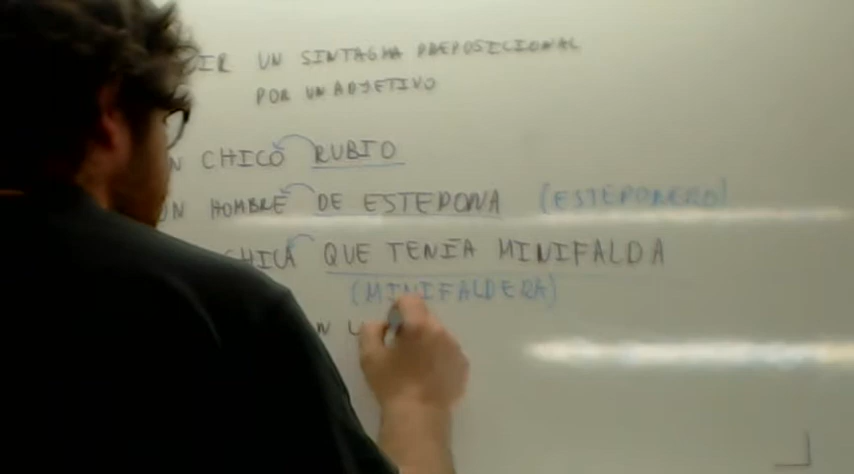 IR UN SINTAGMA PREPOSICIONAL
POR UN ADJETIVO
N CHICO RUBIO
UN HOMBRE DE ESTEPONA (ESTEPONERO)
CHICA QUE TENÍA MINIFALDA
(MINIFALDERA)
N L